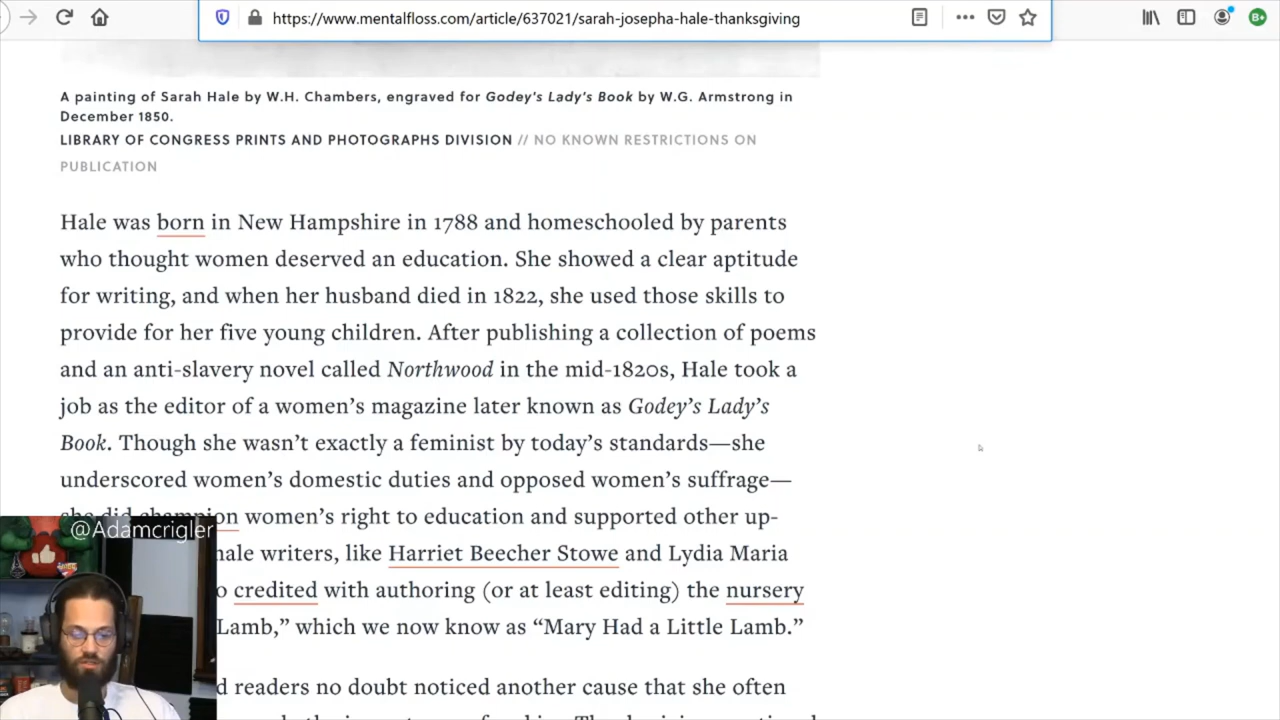 https://www.mentalfloss.com/article/637021/sarah-josepha-hale-thanksgiving
B+
A painting of Sarah Hale by W.H. Chambers, engraved for Godey's Lady's Book by W.G. Armstrong in
December 1850.
LIBRARY OF CONGRESS PRINTS AND PHOTOGRAPHS DIVISION // NO KNOWN RESTRICTIONS ON
PUBLICATION
Hale was born in New Hampshire in 1788 and homeschooled by parents
who thought women deserved an education. She showed a clear aptitude
for writing, and when her husband died in 1822, she used those skills to
provide for her five young children. After publishing a collection of poems
and an anti-slavery novel called Northwood in the mid-1820s, Hale took a
job as the editor of a women’s magazine later known as Godey’s Lady’s
Book. Though she wasn’t exactly a feminist by today’s standards—she
underscored women’s domestic duties and opposed women’s suffrage—
she did champion women’s right to education and supported other up-
@Adamcrigler
male writers, like Harriet Beecher Stowe and Lydia Maria
credited with authoring (or at least editing) the nursery
Lamb,” which we now know as “Mary Had a Little Lamb.”
readers no doubt noticed another cause that she often